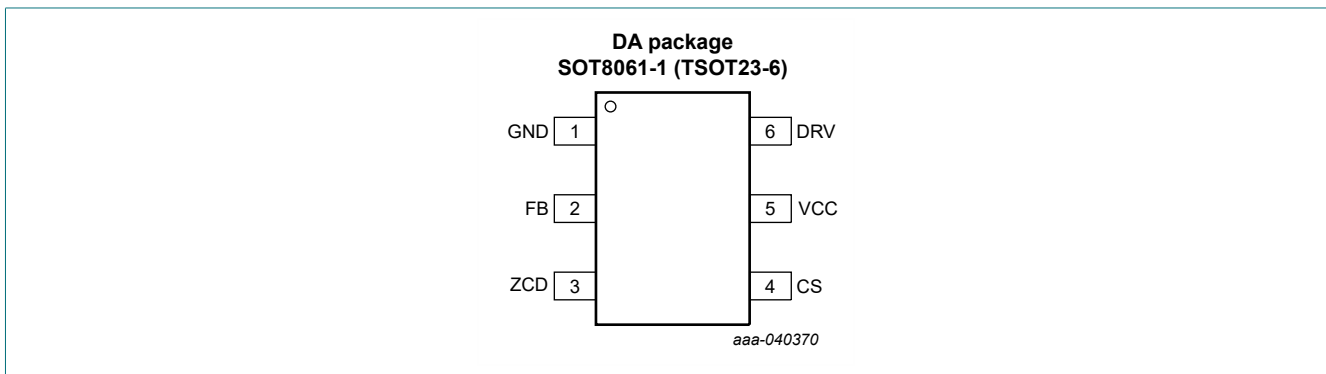 DA package
SOT8061-1 (TSOT23-6)
GND 1 6 DRV
FB 2 5 VCC
ZCD 3 4 CS
aaa-040370